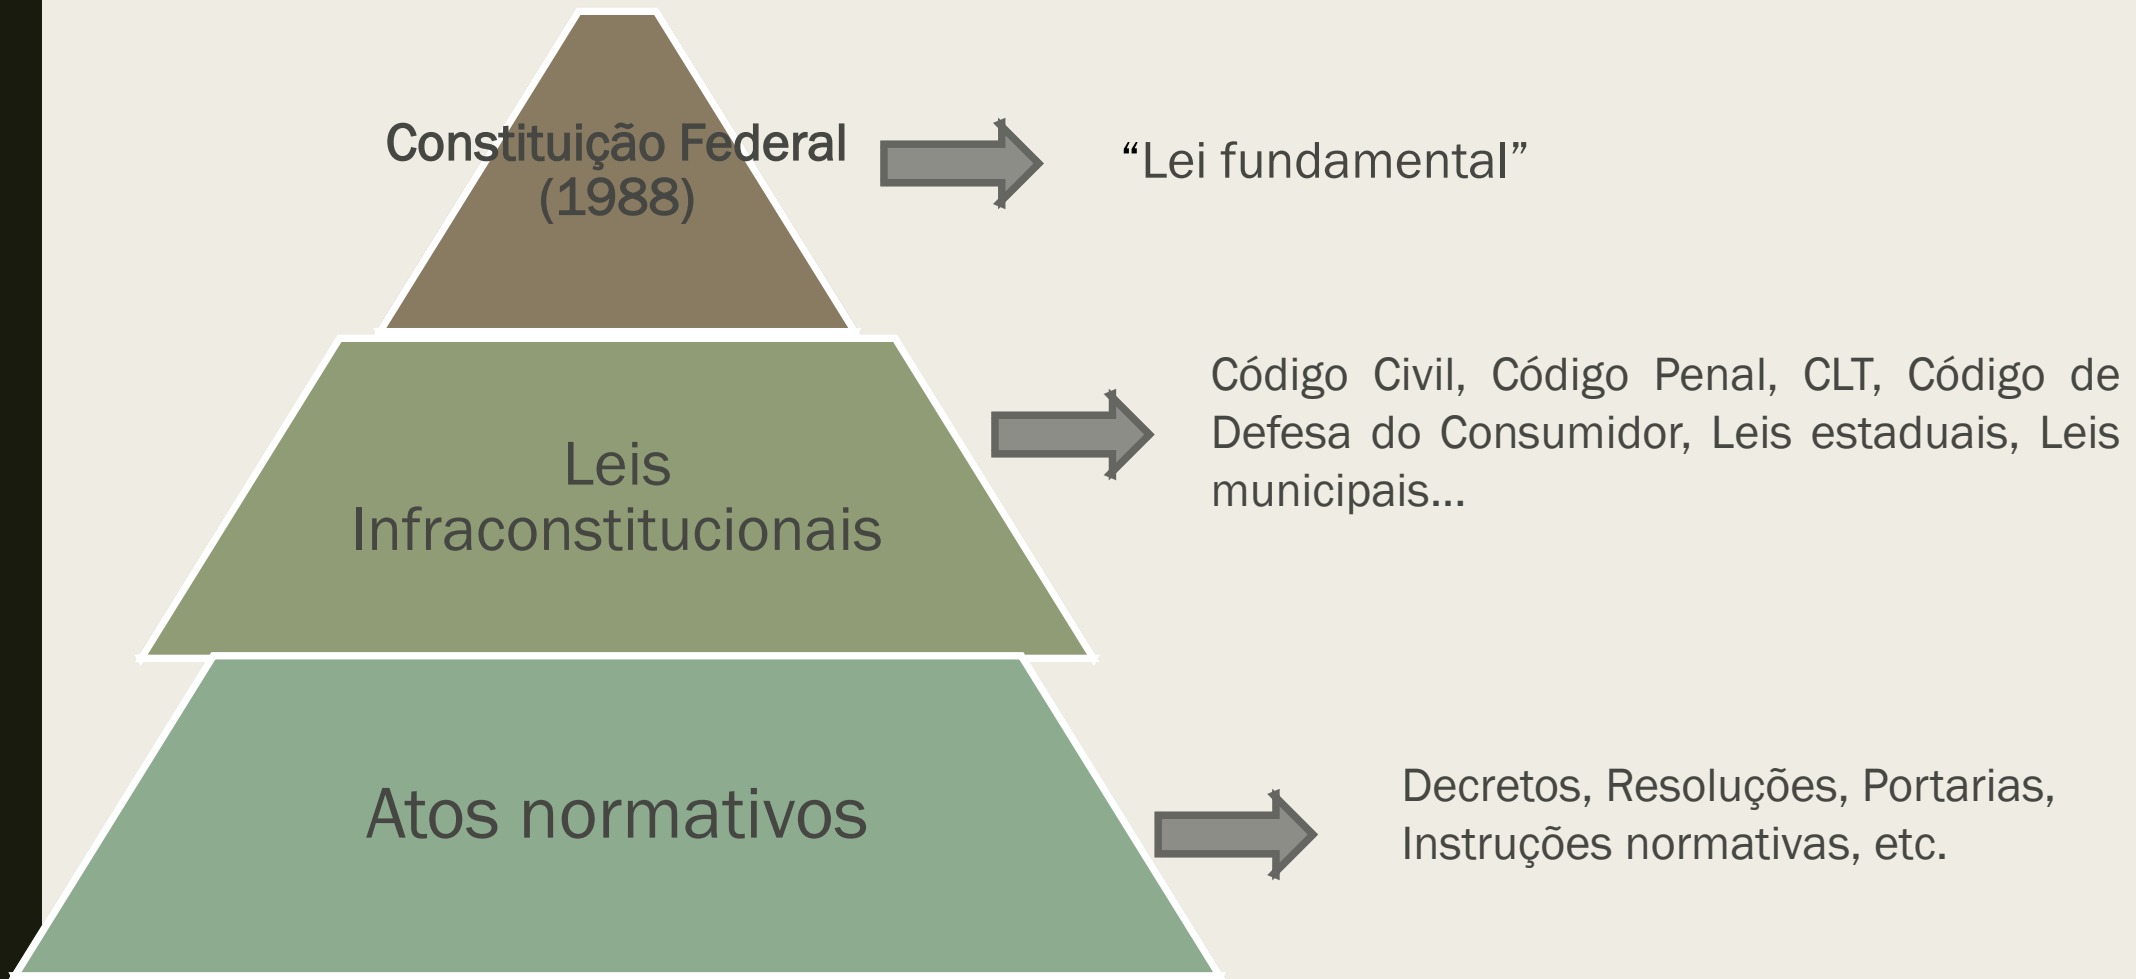 Constituição Federal
(1988)
“Lei fundamental”
Leis
Infraconstitucionais
Código Civil, Código Penal, CLT, Código de
Defesa do Consumidor, Leis estaduais, Leis
municipais...
Atos normativos
Decretos, Resoluções, Portarias,
Instruções normativas, etc.